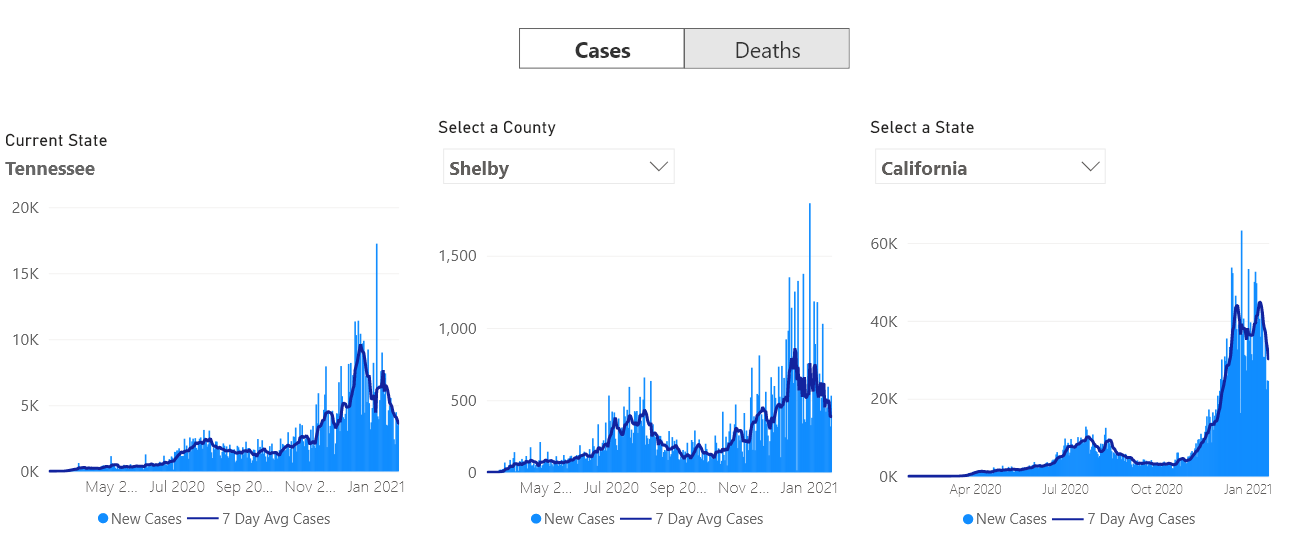 Cases
Deaths
Current State
Tennessee
20K
15K
10K
5K
0K
May 2... Jul 2020 Sep 20... Nov 2... Jan 2021
New Cases 7 Day Avg Cases
Select a County
Shelby
1,500
1,000
500
0
May 2... Jul 2020 Sep 20... Nov 2... Jan 2021
New Cases 7 Day Avg Cases
Select a State
California
60K
40K
20K
0K
Apr 2020 Jul 2020 Oct 2020 Jan 2021
New Cases 7 Day Avg Cases